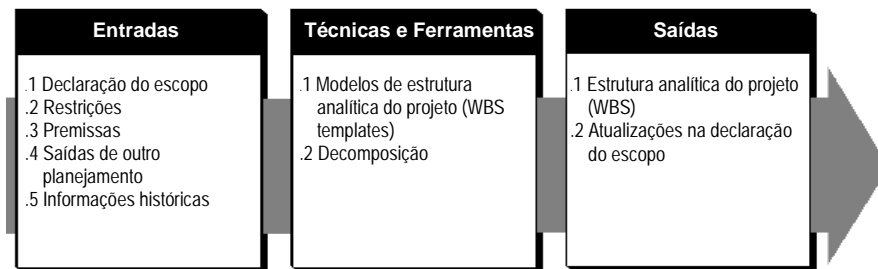 Entradas
.1 Declaração do escopo
.2 Restrições
.3 Premissas
.4 Saídas de outro
planejamento
.5 Informações históricas
Técnicas e Ferramentas
.1 Modelos de estrutura
analítica do projeto (WBS
templates)
.2 Decomposição
Saídas
.1 Estrutura analítica do projeto
(WBS)
.2 Atualizações na declaração
do escopo